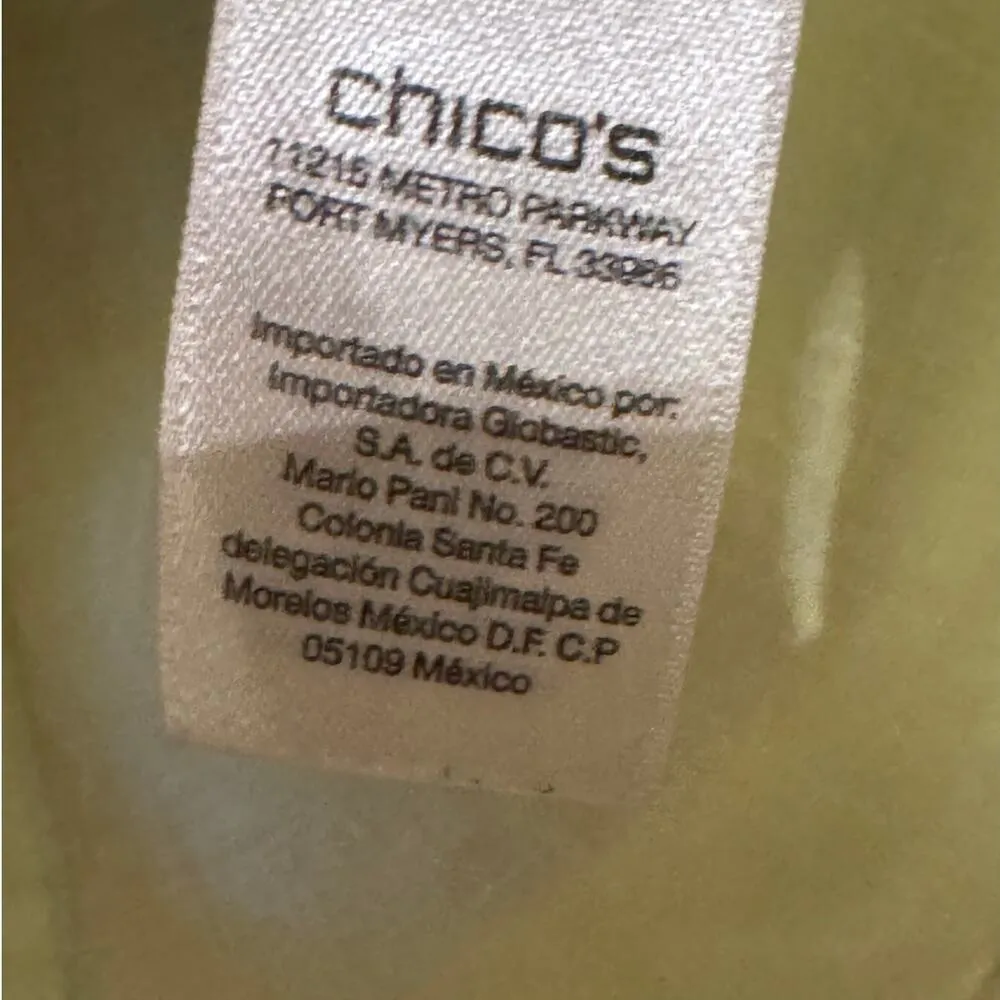 chico's
11215 METRO PARKWAY
FORT MYERS, FL 33966
Importado en México por:
Importadora Globastic,
S.A. de C.V.
Mario Pani No. 200
Colonia Santa Fe
delegación Cuajimalpa de
Morelos México D.F. C.P
05109 México